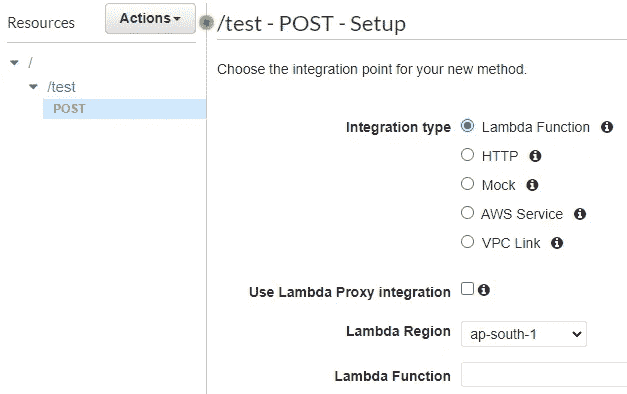 Resources
Actions
/
/test
POST
/test - POST - Setup
Choose the integration point for your new method.
Integration type
Lambda Function
HTTP
Mock
AWS Service
VPC Link
Use Lambda Proxy integration
Lambda Region
ap-south-1
Lambda Function